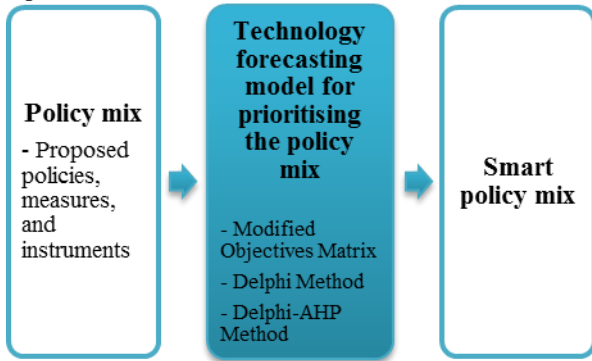 Policy mix
- Proposed
policies,
measures,
and
instruments
Technology
forecasting
model for
prioritising
the policy
mix
- Modified
Objectives Matrix
- Delphi Method
- Delphi-AHP
Method
Smart
policy mix